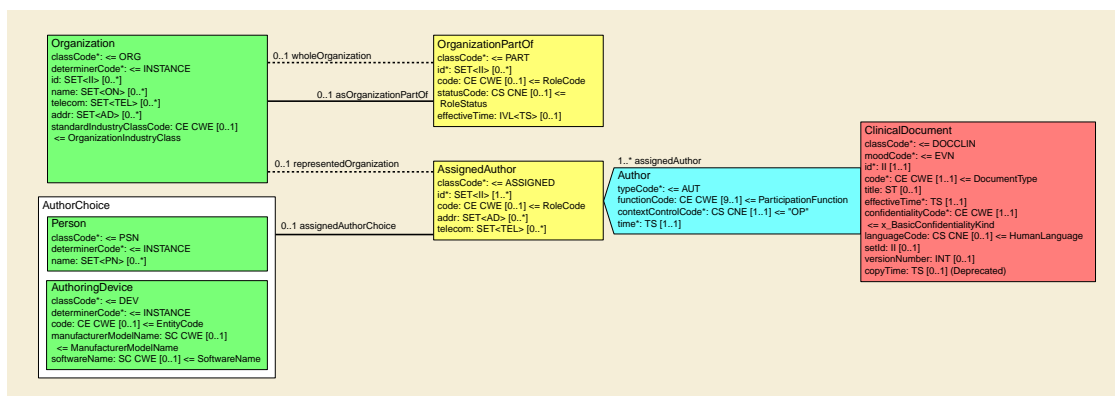 Organization
classCode*: <= ORG
determinerCode*: <= INSTANCE
id: SET<II> [0..*]
name: SET<ON> [0..*]
telecom: SET<TEL> [0..*]
addr: SET<AD> [0..*]
standardIndustryClassCode: CE CWE [0..1]
<= OrganizationIndustryClass
0..1 wholeOrganization
0..1 asOrganizationPartOf
OrganizationPartOf
classCode*: <= PART
id*: SET<II> [0..*]
code: CE CWE [0..1] <= RoleCode
statusCode: CS CNE [0..1] <=
RoleStatus
effectiveTime: IVL<TS> [0..1]
0..1 representedOrganization
AssignedAuthor
classCode*: <= ASSIGNED
id*: SET<II> [1..*]
code: CE CWE [0..1] <= RoleCode
addr: SET<AD> [0..*]
telecom: SET<TEL> [0..*]
1..* assignedAuthor
Author
typeCode*: <= AUT
functionCode: CE CWE [9..1] <= ParticipationFunction
contextControlCode*: CS CNE [1..1] <= "OP"
time*: TS [1..1]
ClinicalDocument
classCode*: <= DOCCLIN
moodCode*: <= EVN
id*: II [1..1]
code*: CE CWE [1..1] <= DocumentType
title: ST [0..1]
effectiveTime*: TS [1..1]
confidentialityCode*: CE CWE [1..1]
<= x_BasicConfidentialityKind
languageCode: CS CNE [0..1] <= HumanLanguage
setId: II [0..1]
versionNumber: INT [0..1]
copyTime: TS [0..1] (Deprecated)
AuthorChoice
0..1 assignedAuthorChoice
Person
classCode*: <= PSN
determinerCode*: <= INSTANCE
name: SET<PN> [0..*]
AuthoringDevice
classCode*: <= DEV
determinerCode*: <= INSTANCE
code: CE CWE [0..1] <= EntityCode
manufacturerModelName: SC CWE [0..1]
<= ManufacturerModelName
softwareName: SC CWE [0..1] <= SoftwareName